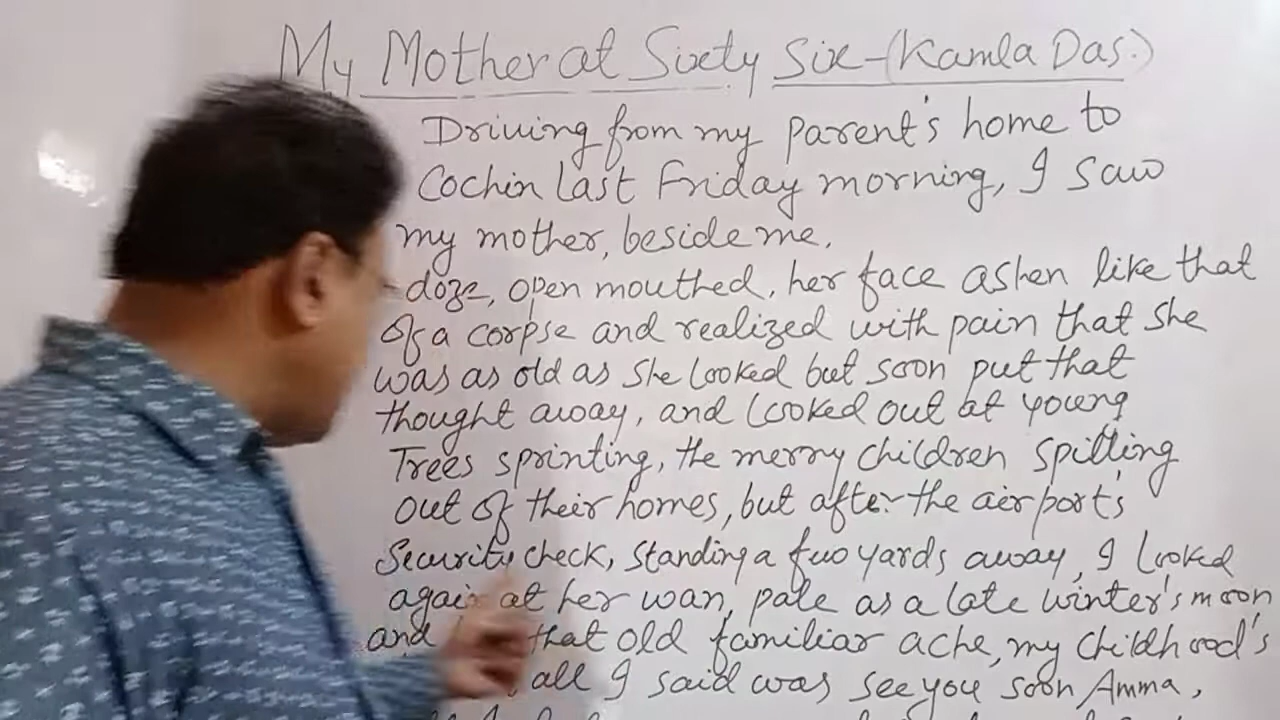 My Mother at Sixty Six - (Kamla Das.)
Driving from my parent's home to
Cochin last Friday morning, I saw
my mother, beside me,
doze, open mouthed, her face ashen like that
of a corpse and realized with pain that she
was as old as she looked but soon put that
thought away, and looked out at young
Trees sprinting, the merry children spilling
out of their homes, but after the airport's
Security check, standing a few yards away, I looked
again at her wan, pale as a late winter's moon
and that old familiar ache, my childhood's
all I said was see you soon Amma,